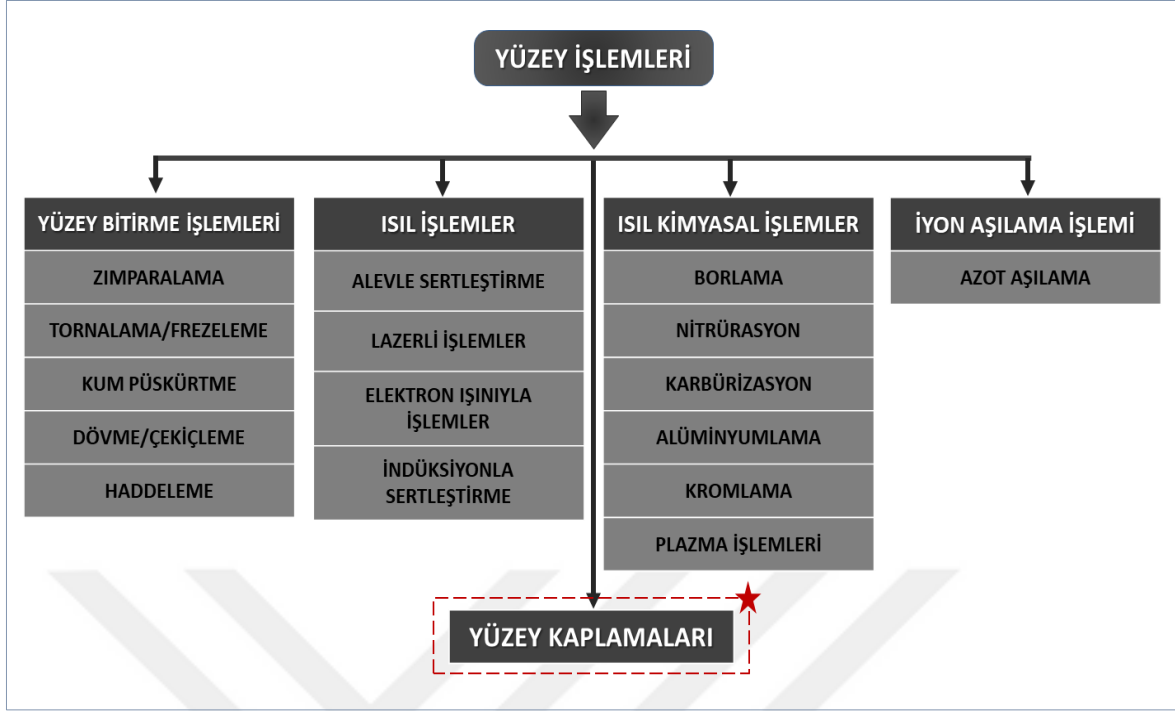 YÜZEY İŞLEMLERİ
YÜZEY BİTİRME İŞLEMLERİ
ZIMPARALAMA
TORNALAMA/FREZELEME
KUM PÜSKÜRTME
DÖVME/ÇEKİÇLEME
HADDELEME
ISIL İŞLEMLER
ALEVLE SERTLEŞTİRME
LAZERLİ İŞLEMLER
ELEKTRON IŞINIYLA
İŞLEMLER
İNDÜKSİYONLA
SERTLEŞTİRME
ISIL KİMYASAL İŞLEMLER
BORLAMA
NİTRÜRASYON
KARBÜRİZASYON
ALÜMİNYUMLAMA
KROMLAMA
PLAZMA İŞLEMLERİ
İYON AŞILAMA İŞLEMİ
AZOT AŞILAMA
YÜZEY KAPLAMALARI